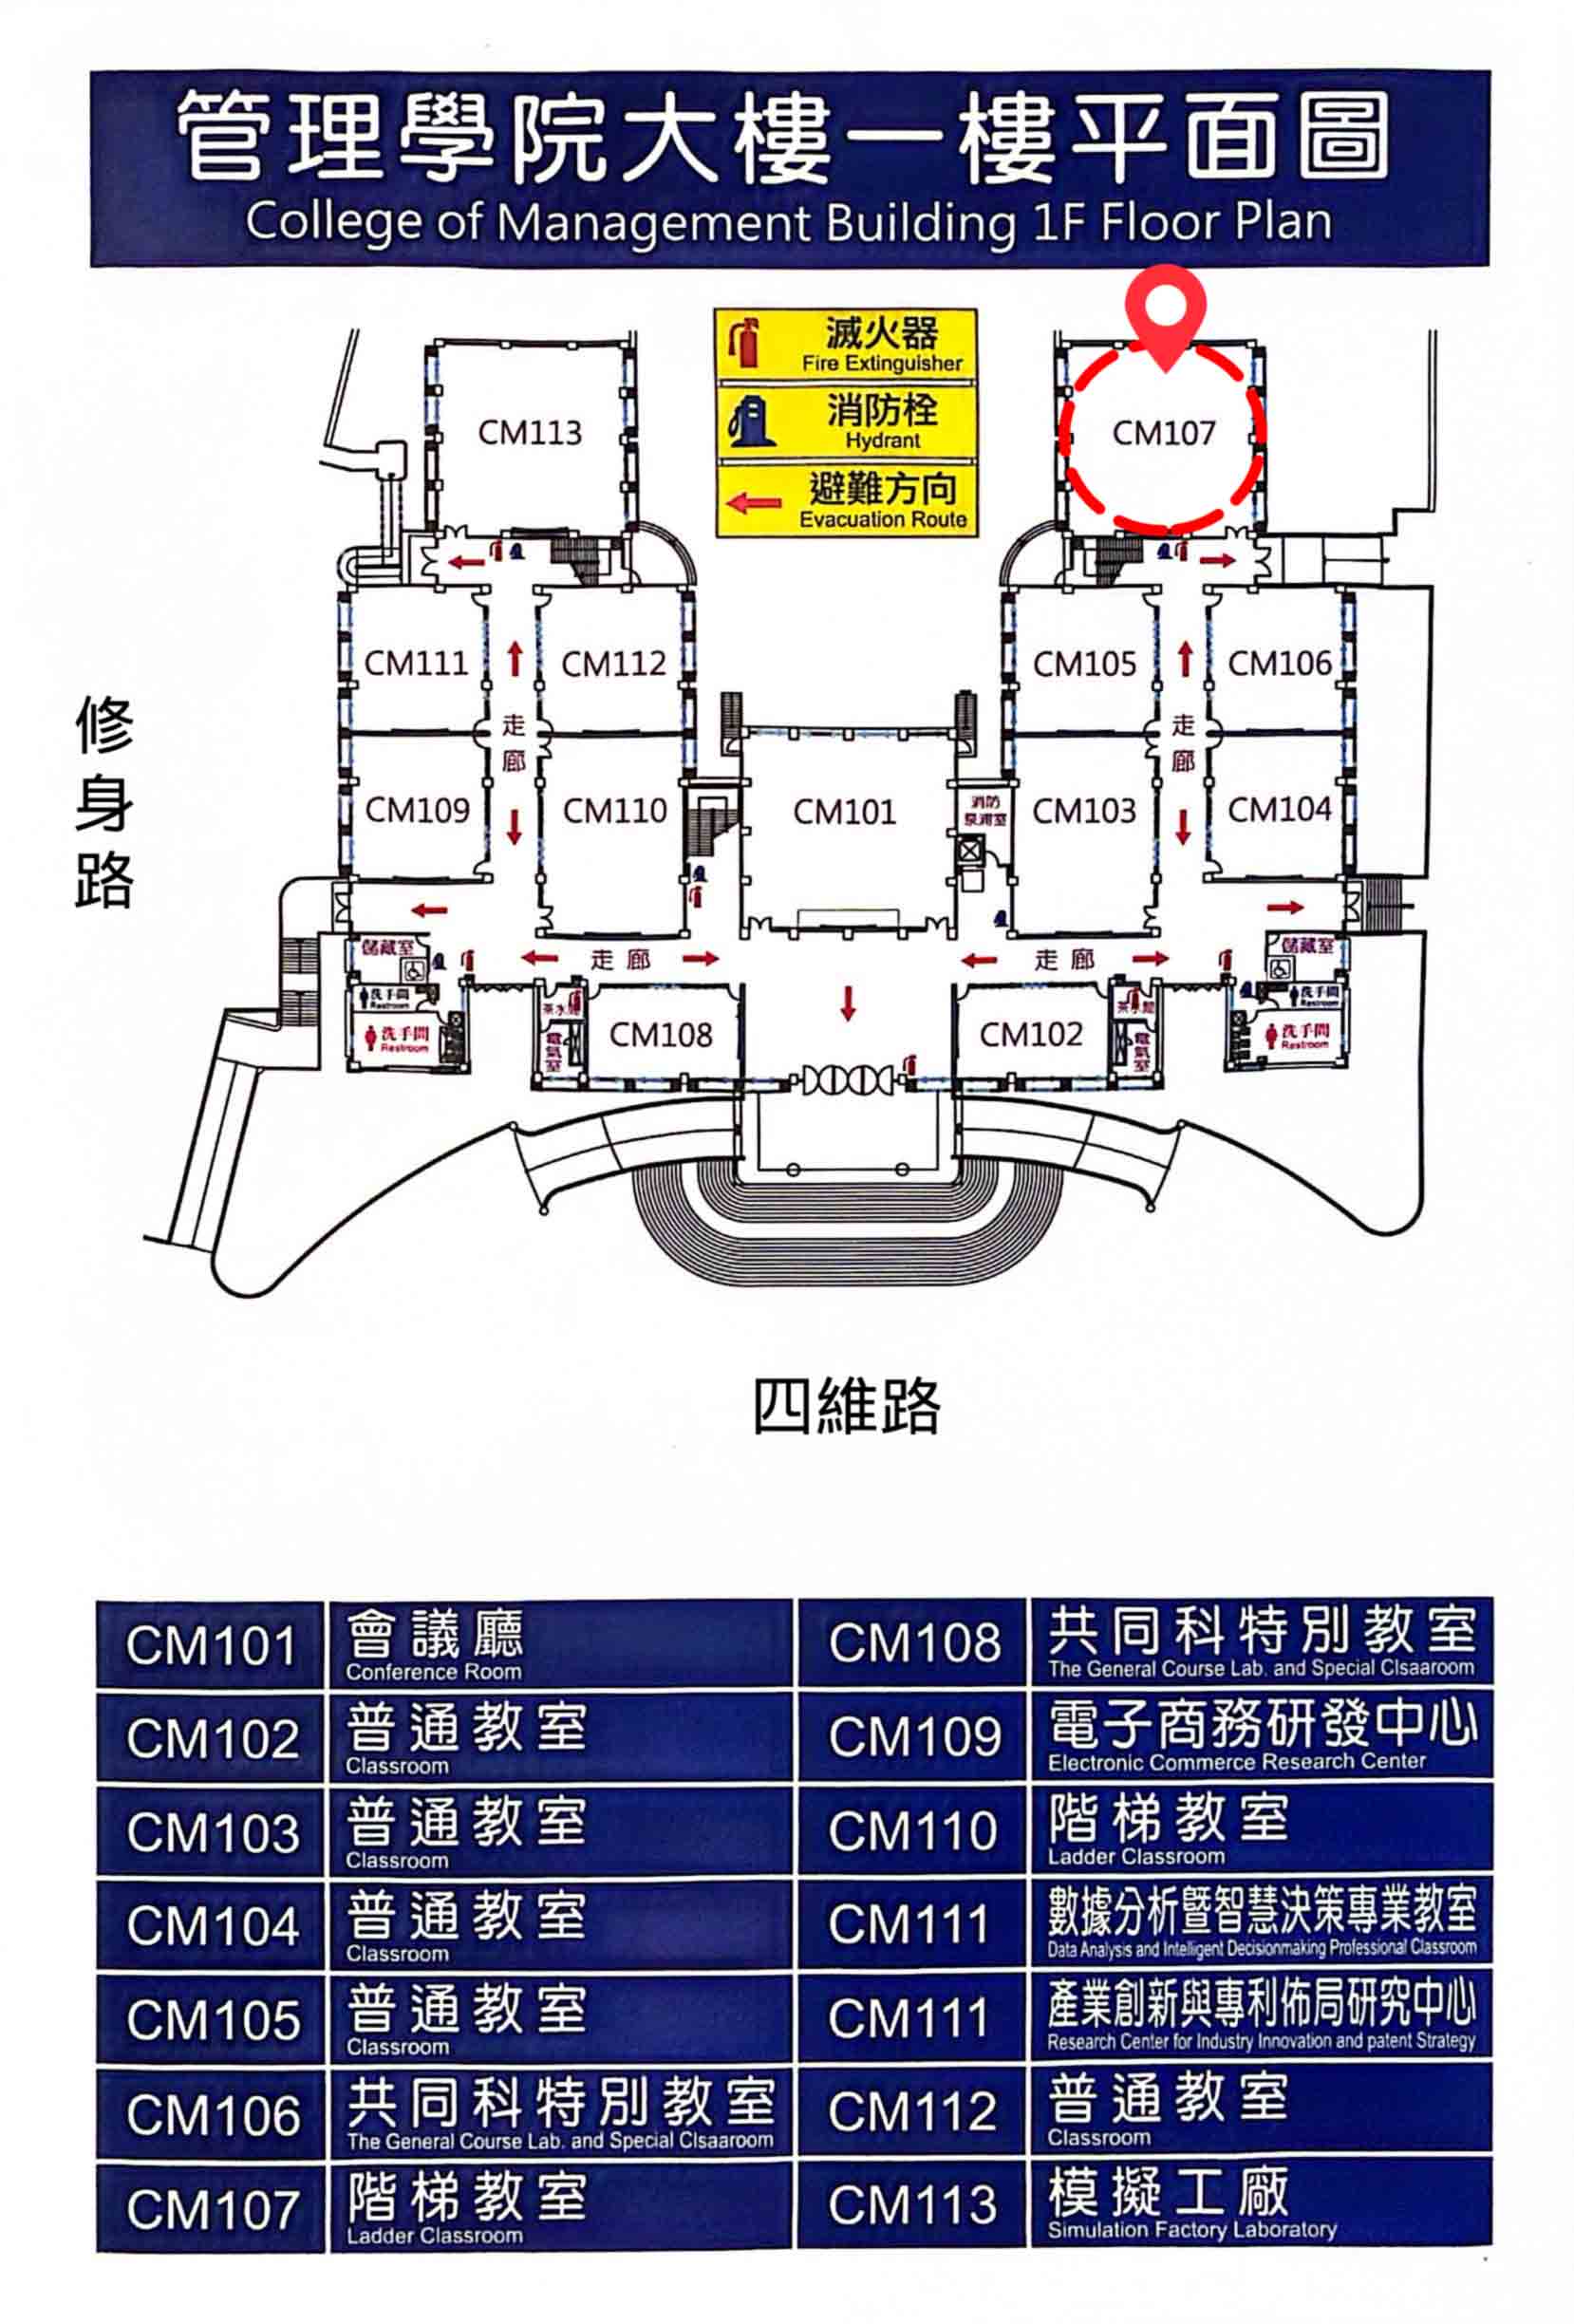 管理學院大樓一樓平面圖
College of Management Building 1F Floor Plan
滅火器
Fire Extinguisher
消防栓
Hydrant
避難方向
Evacuation Route
CM113
CM107
CM111
CM112
CM105
CM106
走廊
走廊
修身路
CM109
CM110
CM101
消防
泵浦室
CM103
CM104
儲藏室
走廊
走廊
儲藏室
洗手間
Restroom
洗手間
Restroom
茶水間
電氣室
CM108
CM102
茶水間
電氣室
洗手間
Restroom
洗手間
Restroom
四維路
CM101
會議廳
Conference Room
CM102
普通教室
Classroom
CM103
普通教室
Classroom
CM104
普通教室
Classroom
CM105
普通教室
Classroom
CM106
共同科特別教室
The General Course Lab. and Special Clsaaroom
CM107
階梯教室
Ladder Classroom
CM108
共同科特別教室
The General Course Lab. and Special Clsaaroom
CM109
電子商務研發中心
Electronic Commerce Research Center
CM110
階梯教室
Ladder Classroom
CM111
數據分析暨智慧決策專業教室
Data Analysis and Intelligent Decisionmaking Professional Classroom
CM111
產業創新與專利佈局研究中心
Research Center for Industry Innovation and patent Strategy
CM112
普通教室
Classroom
CM113
模擬工廠
Simulation Factory Laboratory